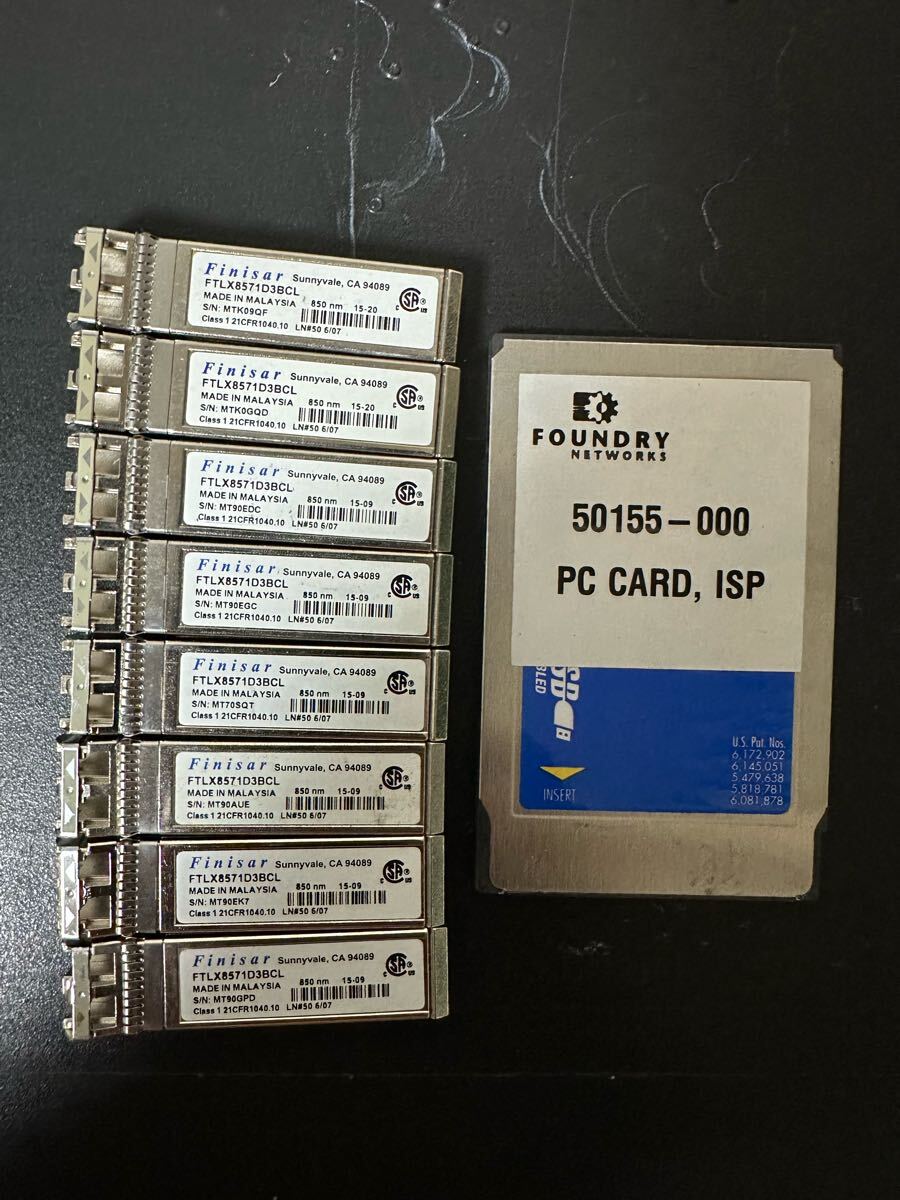 Finisar Sunnyvale, CA 94089
FTLX8571D3BCL
MADE IN MALAYSIA 850 nm 15-20
S/N: MTK09QF
Class 1 21CFR1040.10 LN#50 6/07
Finisar Sunnyvale, CA 94089
FTLX8571D3BCL
MADE IN MALAYSIA 850 nm 15-20
S/N: MTK0GQD
Class 1 21CFR1040.10 LN#50 6/07
Finisar Sunnyvale, CA 94089
FTLX8571D3BCL
MADE IN MALAYSIA 850 nm 15-09
S/N: MT90EDC
Class 1 21CFR1040.10 LN#50 6/07
Finisar Sunnyvale, CA 94089
FTLX8571D3BCL
MADE IN MALAYSIA 850 nm 15-09
S/N: MT90EGC
Class 1 21CFR1040.10 LN#50 6/07
Finisar Sunnyvale, CA 94089
FTLX8571D3BCL
MADE IN MALAYSIA 850 nm 15-09
S/N: MT70SQT
Class 1 21CFR1040.10 LN#50 6/07
Finisar Sunnyvale, CA 94089
FTLX8571D3BCL
MADE IN MALAYSIA 850 nm 15-09
S/N: MT90AUE
Class 1 21CFR1040.10 LN#50 6/07
Finisar Sunnyvale, CA 94089
FTLX8571D3BCL
MADE IN MALAYSIA 850 nm 15-09
S/N: MT90EK7
Class 1 21CFR1040.10 LN#50 6/07
Finisar Sunnyvale, CA 94089
FTLX8571D3BCL
MADE IN MALAYSIA 850 nm 15-09
S/N: MT90GPD
Class 1 21CFR1040.10 LN#50 6/07
FOUNDRY
NETWORKS
50155-000
PC CARD, ISP
INSERT
U.S. Pat. Nos.
6,172,902
6,145,051
5,479,638
5,818,781
6,081,878